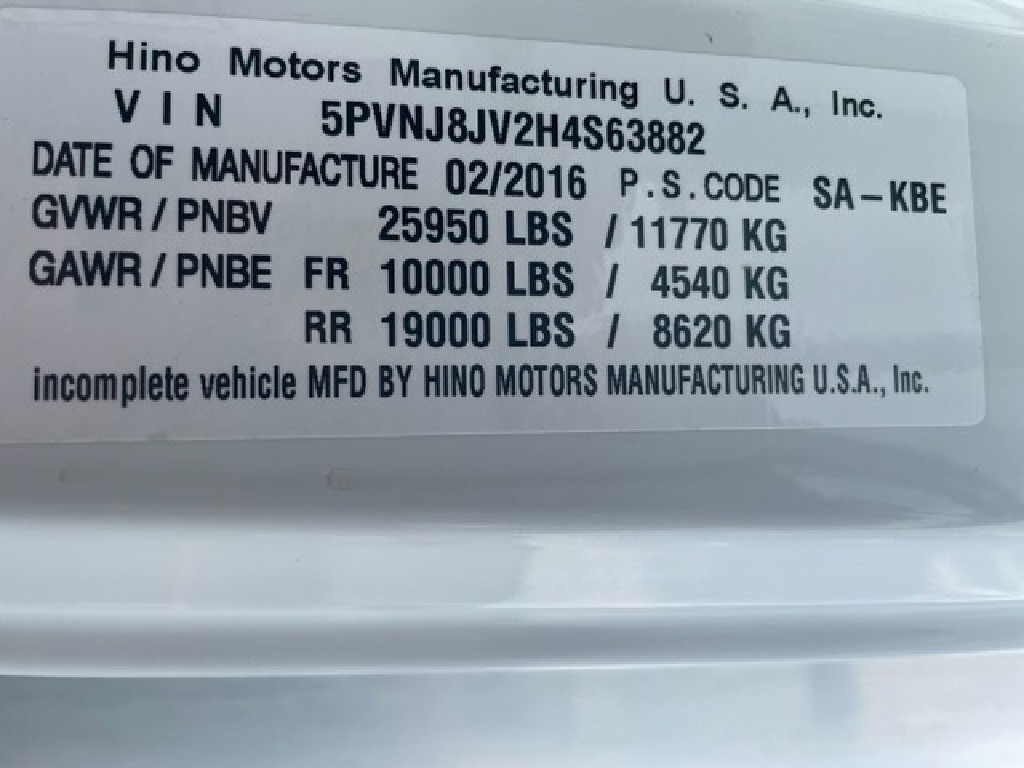 Hino Motors Manufacturing U. S. A., Inc.
VIN 5PVNJ8JV2H4S63882
DATE OF MANUFACTURE 02/2016 P.S.CODE SA-KBE
GVWR/PNBV 25950 LBS /11770 KG
GAWR/PNBE FR 10000 LBS / 4540 KG
RR 19000 LBS / 8620 KG
incomplete vehicle MFD BY HINO MOTORS MANUFACTURING U.S.A., Inc.